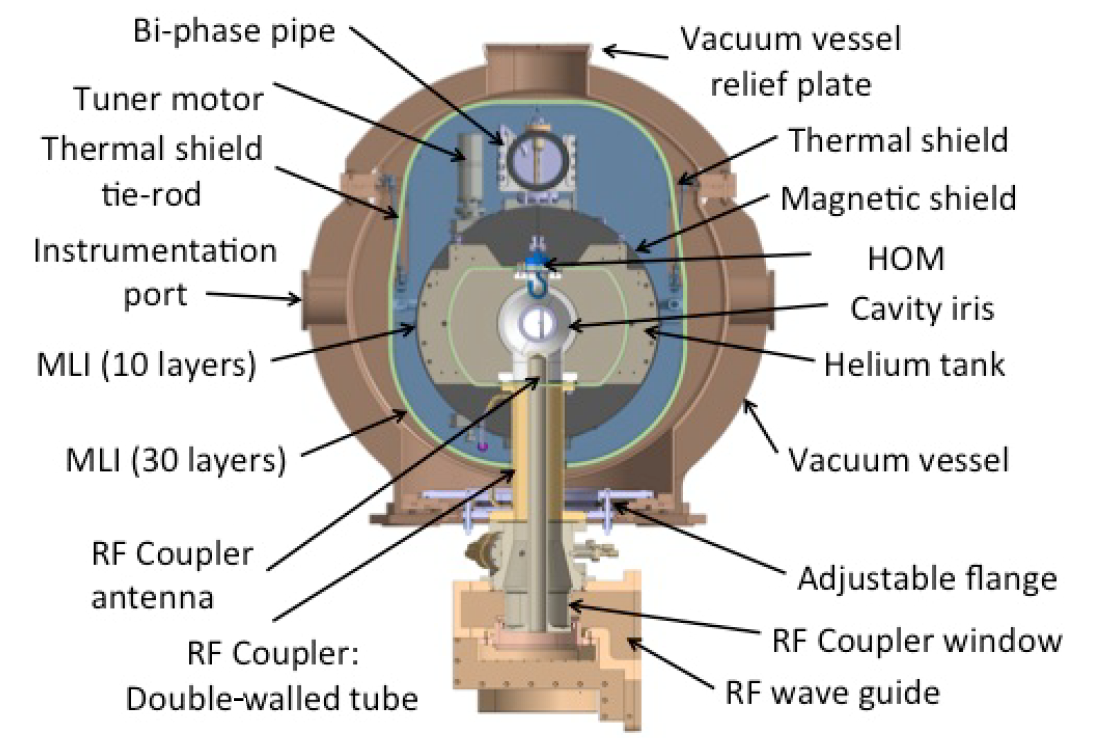 Bi-phase pipe
Tuner motor
Thermal shield
tie-rod
Instrumentation
port
MLI (10 layers)
MLI (30 layers)
RF Coupler
antenna
RF Coupler:
Double-walled tube
Vacuum vessel
relief plate
Thermal shield
Magnetic shield
HOM
Cavity iris
Helium tank
Vacuum vessel
Adjustable flange
RF Coupler window
RF wave guide